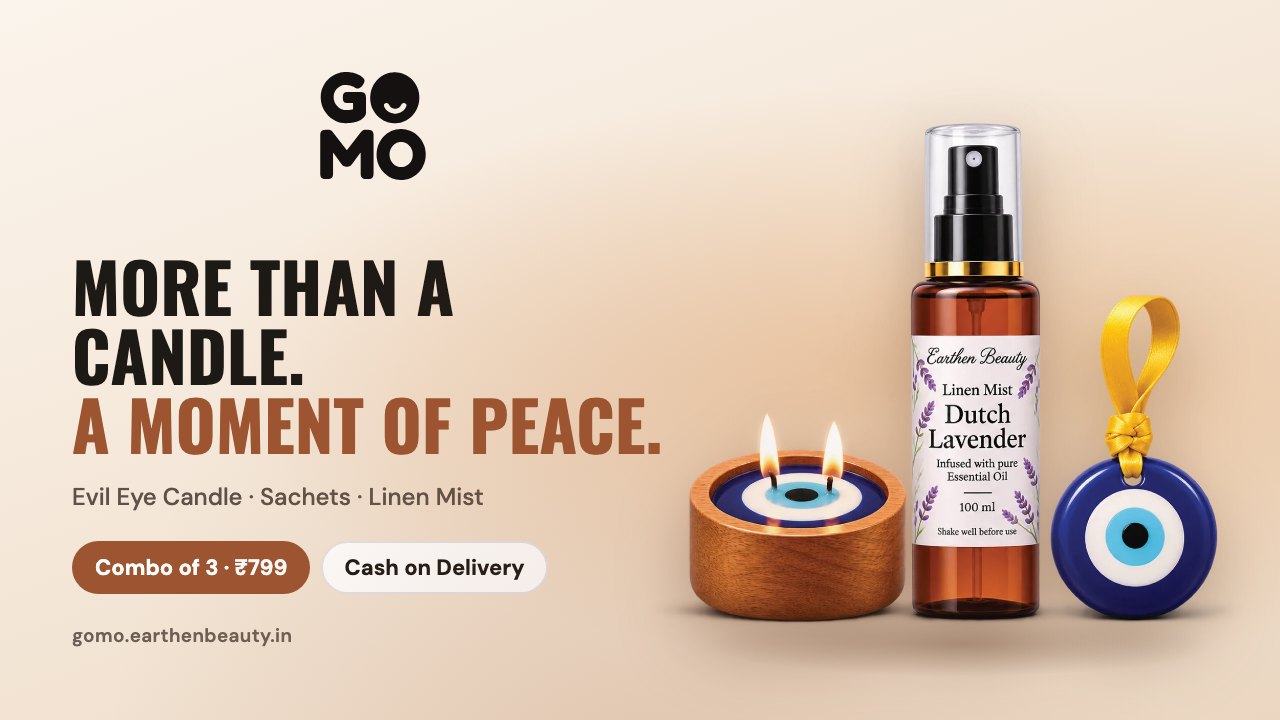 GO
MO
MORE THAN A
CANDLE.
A MOMENT OF PEACE.
Evil Eye Candle · Sachets · Linen Mist
Combo of 3 · ₹799
Cash on Delivery
gomo.earthenbeauty.in
Earthen Beauty
Linen Mist
Dutch
Lavender
Infused with pure
Essential Oil
100 ml
Shake well before use